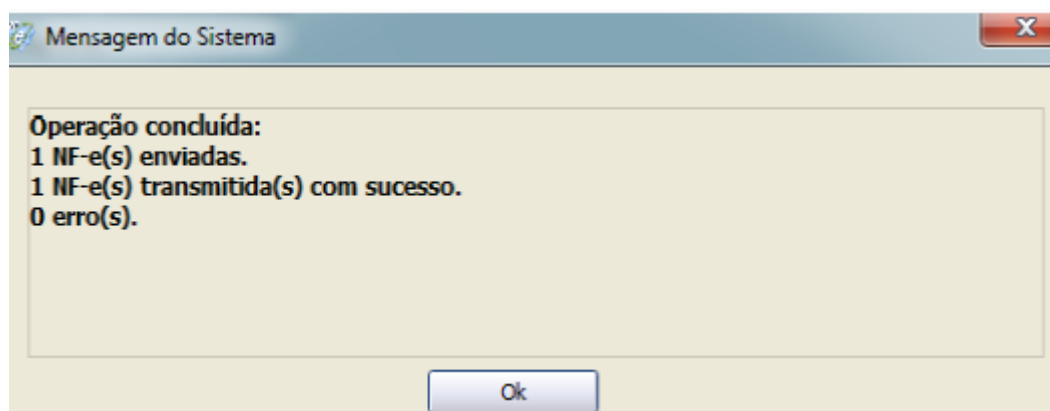 Mensagem do Sistema
Operação concluída:
1 NF-e(s) enviadas.
1 NF-e(s) transmitida(s) com sucesso.
0 erro(s).
Ok